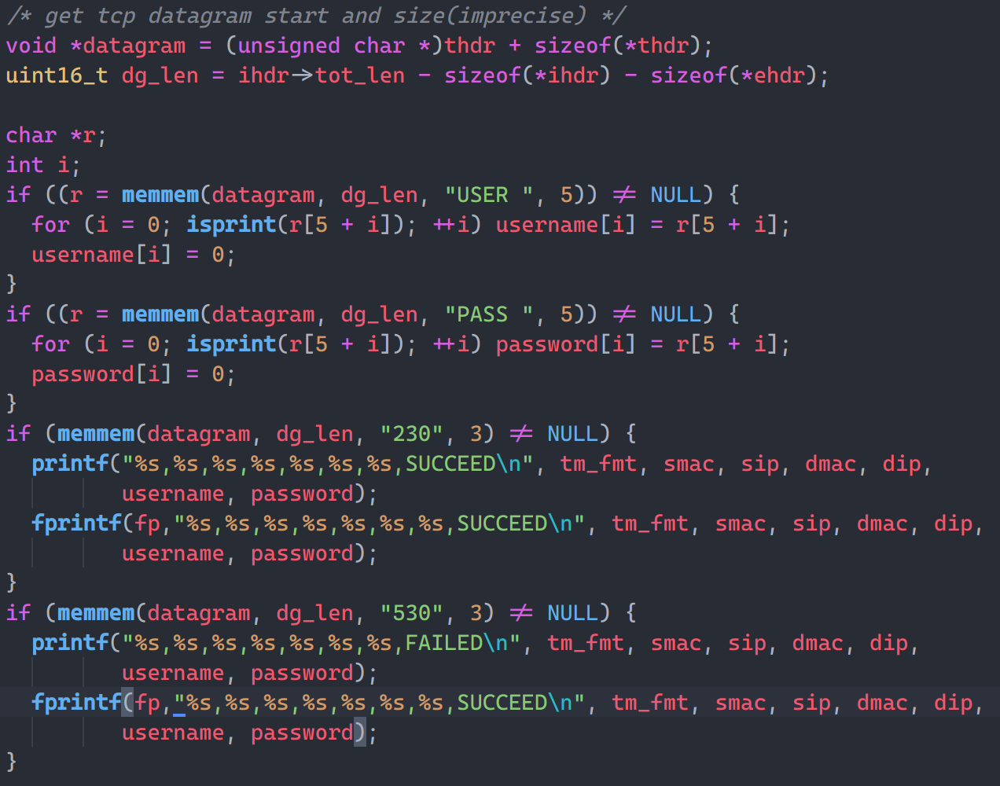 /* get tcp datagram start and size(imprecise) */
void *datagram = (unsigned char *)thdr + sizeof(*thdr);
uint16_t dg_len = ihdr->tot_len - sizeof(*ihdr) - sizeof(*ehdr);
char *r;
int i;
if ((r = memmem(datagram, dg_len, "USER ", 5)) != NULL) {
  for (i = 0; isprint(r[5 + i]); ++i) username[i] = r[5 + i];
  username[i] = 0;
}
if ((r = memmem(datagram, dg_len, "PASS ", 5)) != NULL) {
  for (i = 0; isprint(r[5 + i]); ++i) password[i] = r[5 + i];
  password[i] = 0;
}
if (memmem(datagram, dg_len, "230", 3) != NULL) {
  printf("%s,%s,%s,%s,%s,%s,%s,SUCCEED\n", tm_fmt, smac, sip, dmac, dip,
         username, password);
  fprintf(fp,"%s,%s,%s,%s,%s,%s,%s,SUCCEED\n", tm_fmt, smac, sip, dmac, dip,
         username, password);
}
if (memmem(datagram, dg_len, "530", 3) != NULL) {
  printf("%s,%s,%s,%s,%s,%s,%s,FAILED\n", tm_fmt, smac, sip, dmac, dip,
         username, password);
  fprintf(fp,"%s,%s,%s,%s,%s,%s,%s,SUCCEED\n", tm_fmt, smac, sip, dmac, dip,
         username, password);
}